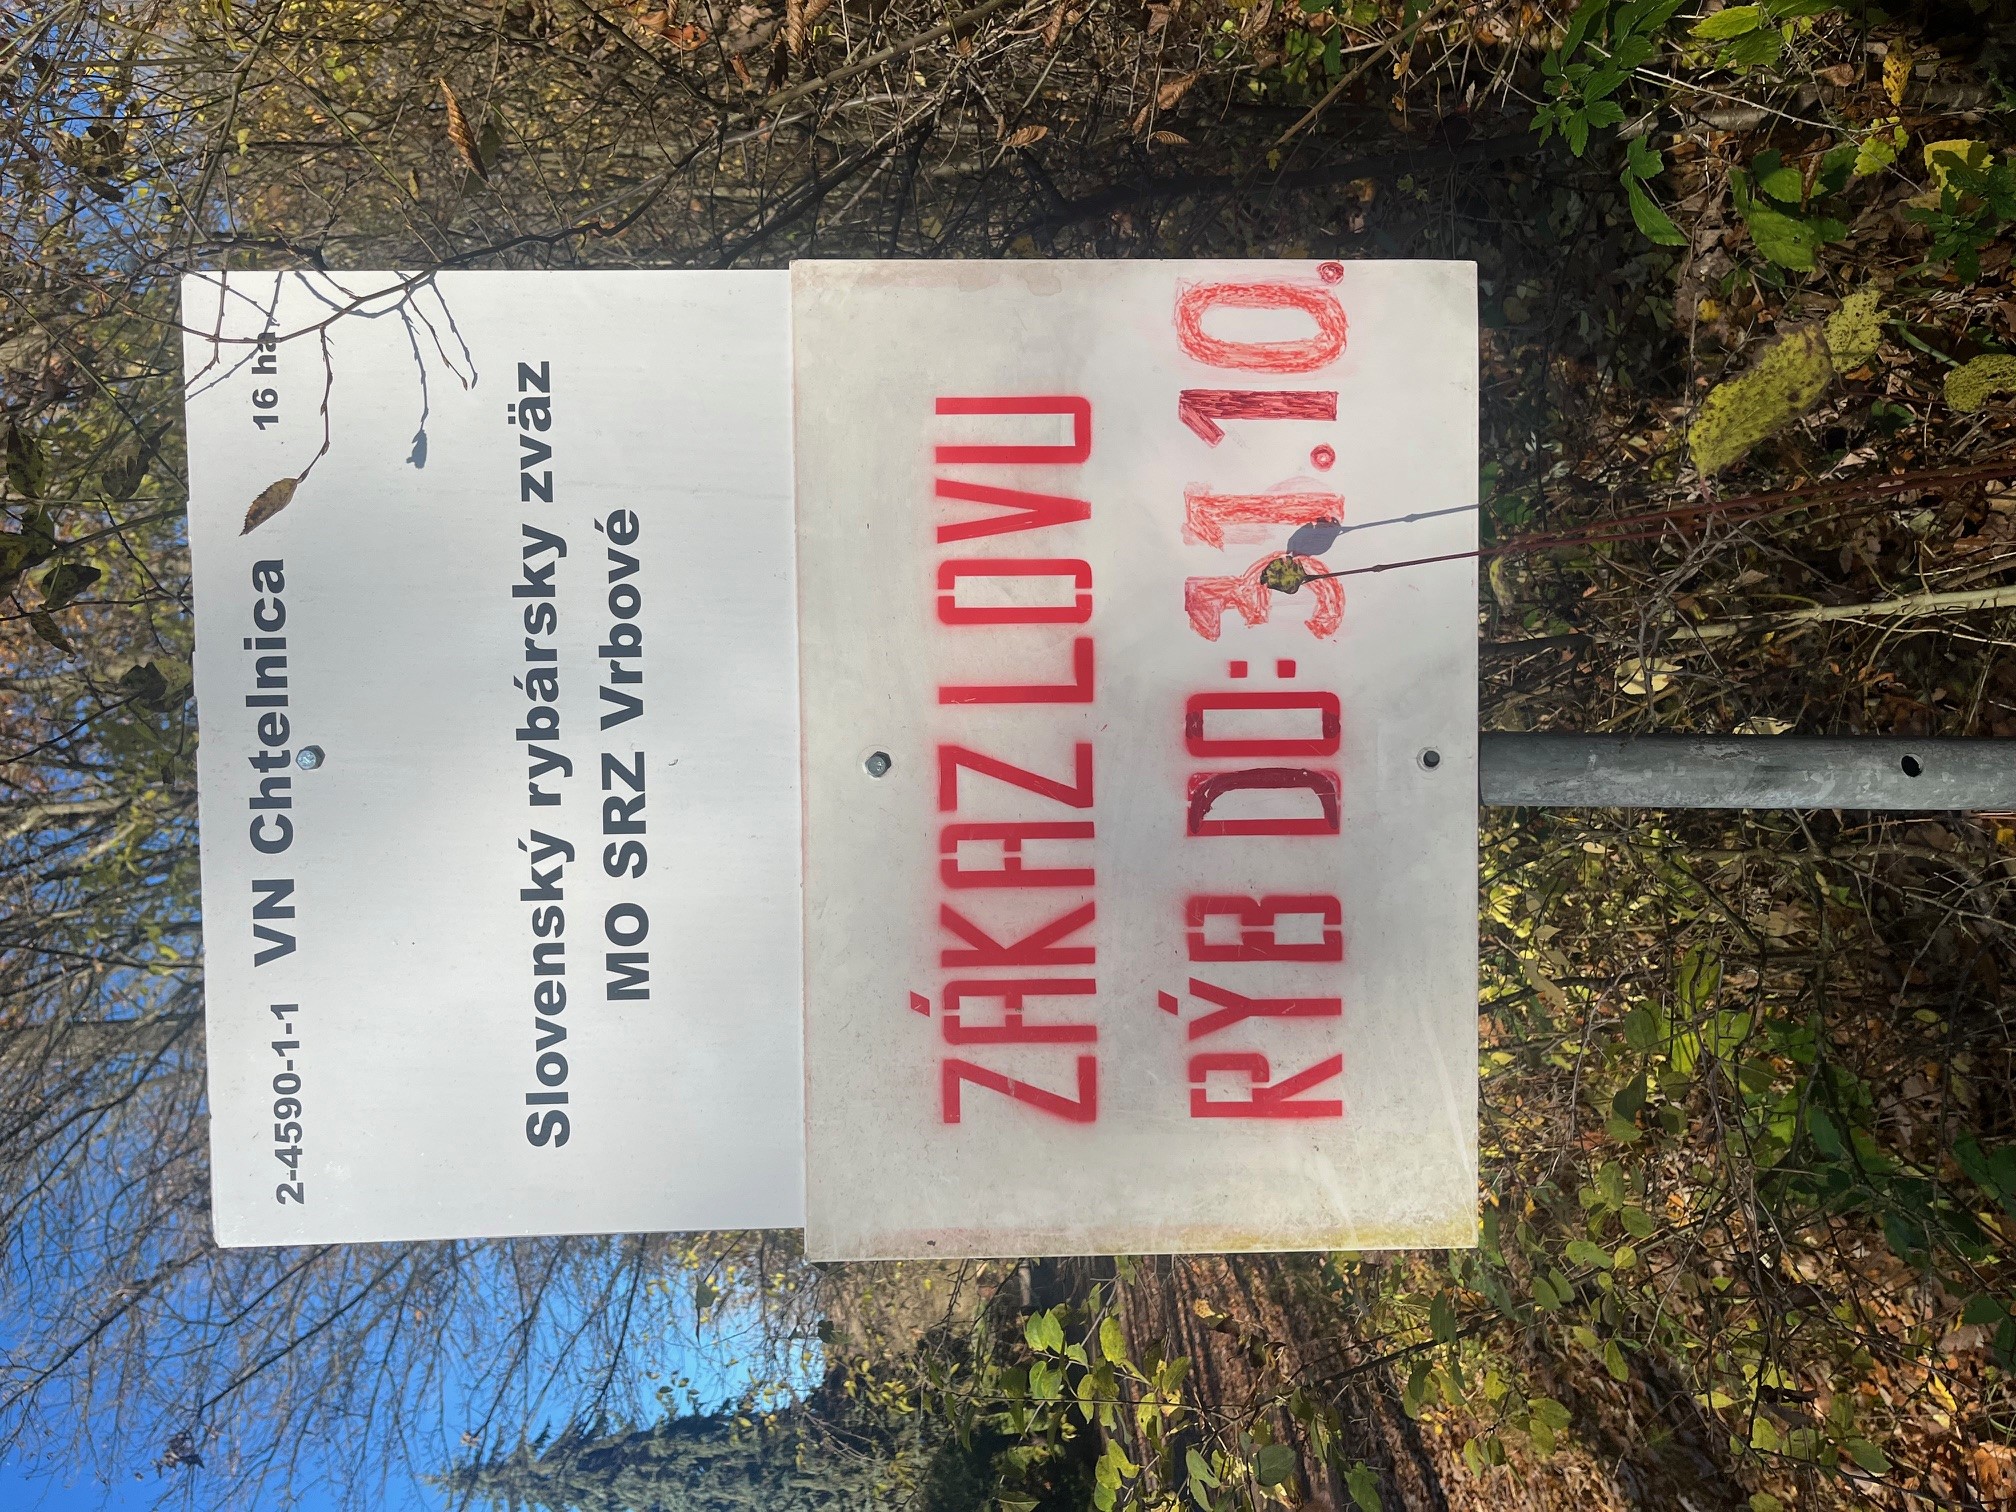 2-4590-1-1 VN Chtelnica 16 ha
Slovenský rybársky zväz
MO SRZ Vrbové
ZÁKAZ LOVU
RÝB DO: 31.10.